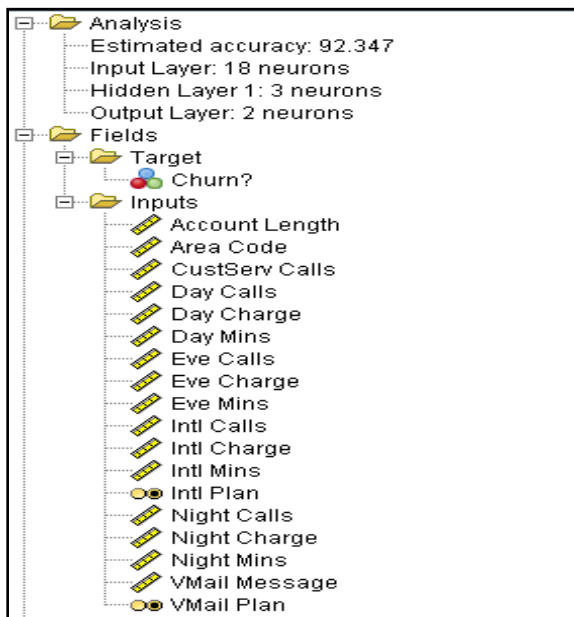 Analysis
Estimated accuracy: 92.347
Input Layer: 18 neurons
Hidden Layer 1: 3 neurons
Output Layer: 2 neurons
Fields
Target
Churn?
Inputs
Account Length
Area Code
CustServ Calls
Day Calls
Day Charge
Day Mins
Eve Calls
Eve Charge
Eve Mins
Intl Calls
Intl Charge
Intl Mins
Intl Plan
Night Calls
Night Charge
Night Mins
VMail Message
VMail Plan